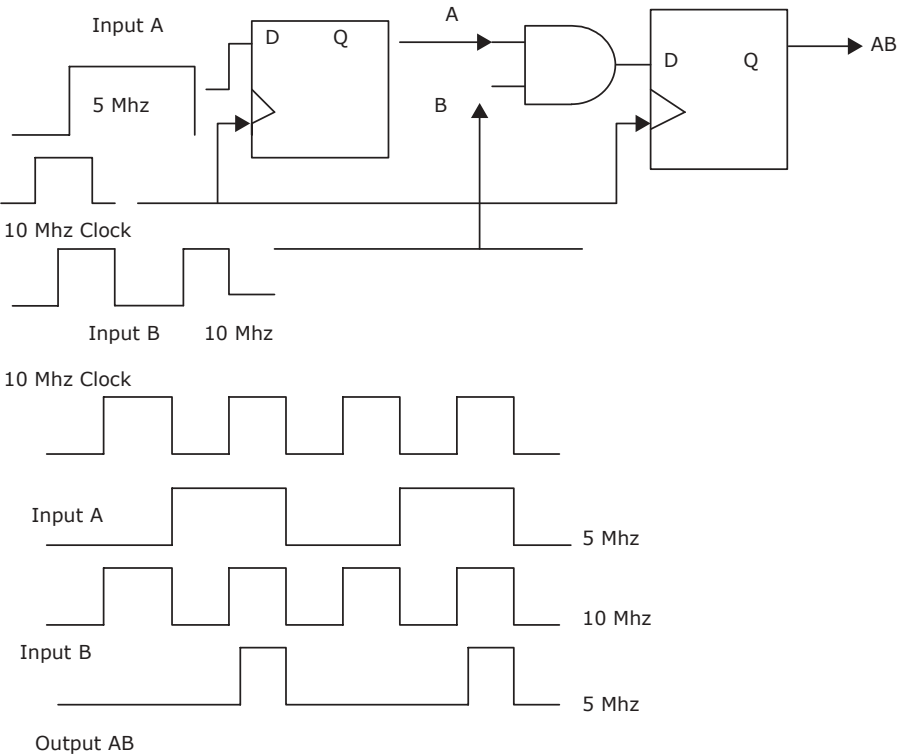 Input A
D Q
A
D Q
AB
5 Mhz
B
10 Mhz Clock
Input B 10 Mhz
10 Mhz Clock
Input A
5 Mhz
10 Mhz
Input B
5 Mhz
Output AB